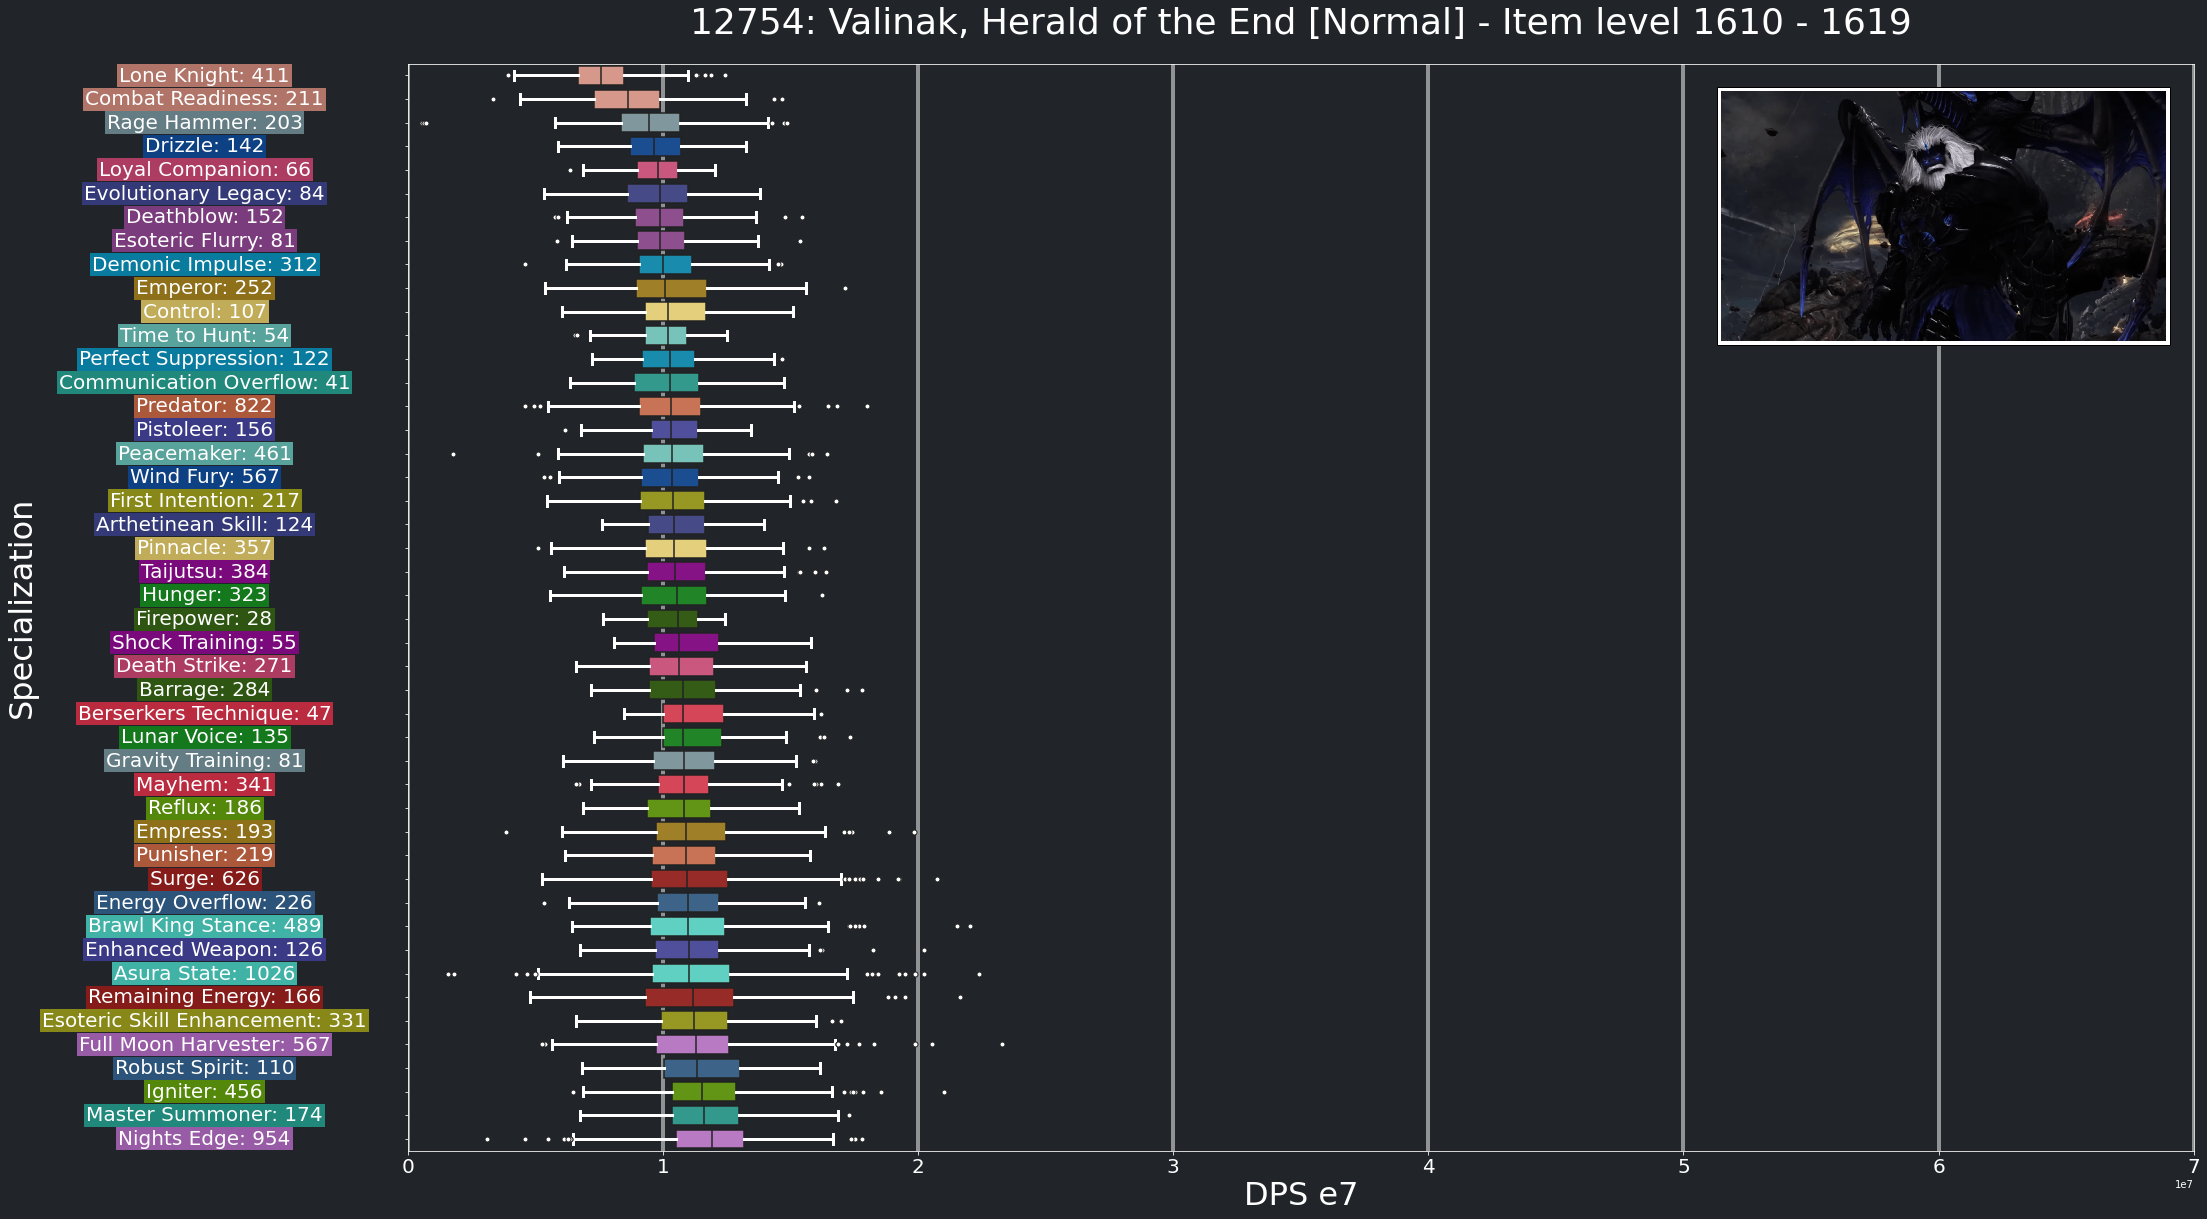 12754: Valinak, Herald of the End [Normal] - Item level 1610 - 1619
Specialization
Lone Knight: 411
Combat Readiness: 211
Rage Hammer: 203
Drizzle: 142
Loyal Companion: 66
Evolutionary Legacy: 84
Deathblow: 152
Esoteric Flurry: 81
Demonic Impulse: 312
Emperor: 252
Control: 107
Time to Hunt: 54
Perfect Suppression: 122
Communication Overflow: 41
Predator: 822
Pistoleer: 156
Peacemaker: 461
Wind Fury: 567
First Intention: 217
Arthetinean Skill: 124
Pinnacle: 357
Taijutsu: 384
Hunger: 323
Firepower: 28
Shock Training: 55
Death Strike: 271
Barrage: 284
Berserkers Technique: 47
Lunar Voice: 135
Gravity Training: 81
Mayhem: 341
Reflux: 186
Empress: 193
Punisher: 219
Surge: 626
Energy Overflow: 226
Brawl King Stance: 489
Enhanced Weapon: 126
Asura State: 1026
Remaining Energy: 166
Esoteric Skill Enhancement: 331
Full Moon Harvester: 567
Robust Spirit: 110
Igniter: 456
Master Summoner: 174
Nights Edge: 954
0 1 2 3 4 5 6 7
DPS e7
1e7